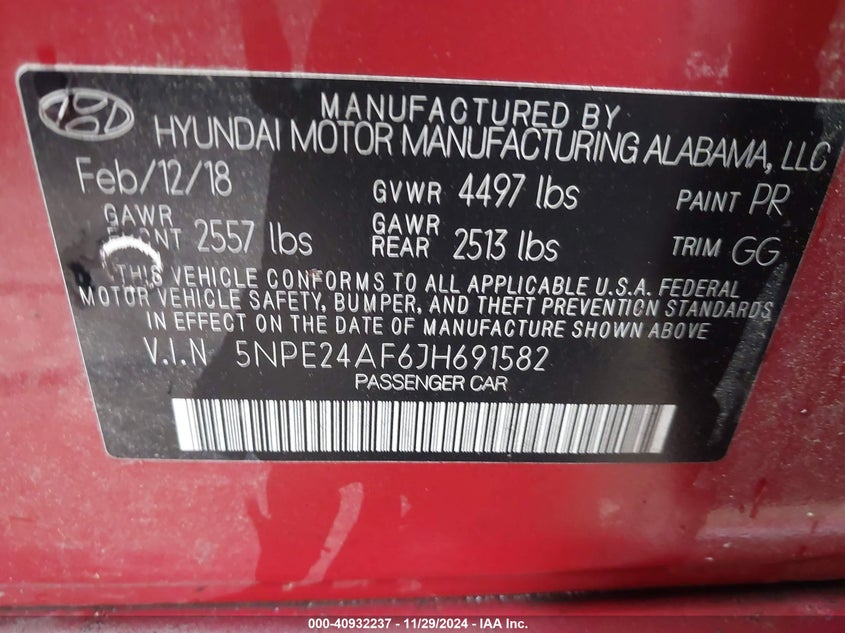 MANUFACTURED BY
HYUNDAI MOTOR MANUFACTURING ALABAMA, LLC
Feb/12/18 GVWR 4497 lbs PAINT PR
GAWR FRONT 2557 lbs GAWR REAR 2513 lbs TRIM GG
THIS VEHICLE CONFORMS TO ALL APPLICABLE U.S.A. FEDERAL
MOTOR VEHICLE SAFETY, BUMPER, AND THEFT PREVENTION STANDARDS
IN EFFECT ON THE DATE OF MANUFACTURE SHOWN ABOVE
V.I.N 5NPE24AF6JH691582
PASSENGER CAR
000-40932237 - 11/29/2024 - IAA Inc.